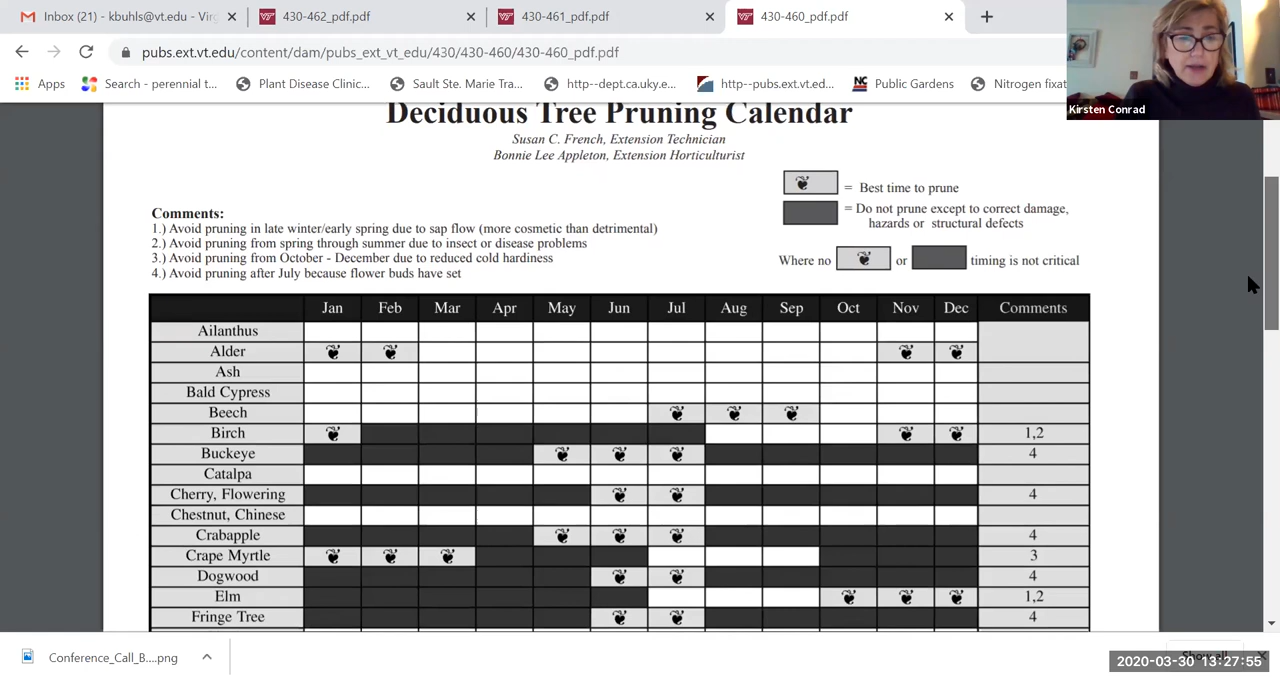 Inbox (21) - kbuhls@vt.edu - Vir
430-462_pdf.pdf
430-461_pdf.pdf
430-460_pdf.pdf
pubs.ext.vt.edu/content/dam/pubs_ext_vt_edu/430/430-460/430-460_pdf.pdf
Apps
Search - perennial t...
Plant Disease Clinic...
Sault Ste. Marie Tra...
http--dept.ca.uky.e...
http--pubs.ext.vt.ed...
NC
Public Gardens
Nitrogen fixat
Kirsten Conrad
Deciduous Tree Pruning Calendar
Susan C. French, Extension Technician
Bonnie Lee Appleton, Extension Horticulturist
= Best time to prune
= Do not prune except to correct damage,
hazards or structural defects
Where no or timing is not critical
Comments:
1.) Avoid pruning in late winter/early spring due to sap flow (more cosmetic than detrimental)
2.) Avoid pruning from spring through summer due to insect or disease problems
3.) Avoid pruning from October - December due to reduced cold hardiness
4.) Avoid pruning after July because flower buds have set
Jan Feb Mar Apr May Jun Jul Aug Sep Oct Nov Dec Comments
Ailanthus
Alder
Ash
Bald Cypress
Beech
Birch 1,2
Buckeye 4
Catalpa
Cherry, Flowering 4
Chestnut, Chinese
Crabapple 4
Crape Myrtle 3
Dogwood 4
Elm 1,2
Fringe Tree 4
Conference_Call_B....png
Show all
2020-03-30 13:27:55